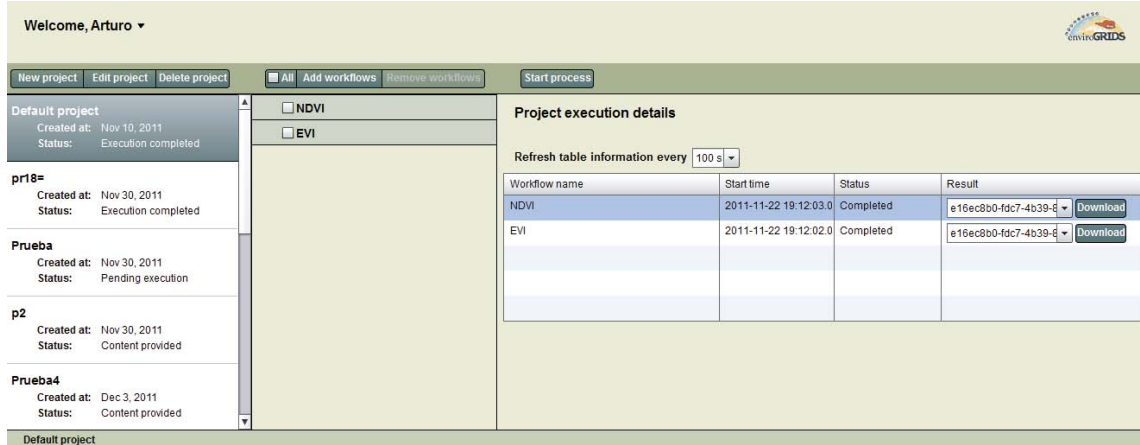 Welcome, Arturo
enviroGRIDS
New project Edit project Delete project
All Add workflows Remove workflows
Start process
Default project
Created at: Nov 10, 2011
Status: Execution completed
pr18=
Created at: Nov 30, 2011
Status: Execution completed
Prueba
Created at: Nov 30, 2011
Status: Pending execution
p2
Created at: Nov 30, 2011
Status: Content provided
Prueba4
Created at: Dec 3, 2011
Status: Content provided
NDVI
EVI
Project execution details
Refresh table information every 100 s
Workflow name Start time Status Result
NDVI 2011-11-22 19:12:03.0 Completed e16ec8b0-fdc7-4b39-8 Download
EVI 2011-11-22 19:12:02.0 Completed e16ec8b0-fdc7-4b39-8 Download
Default project